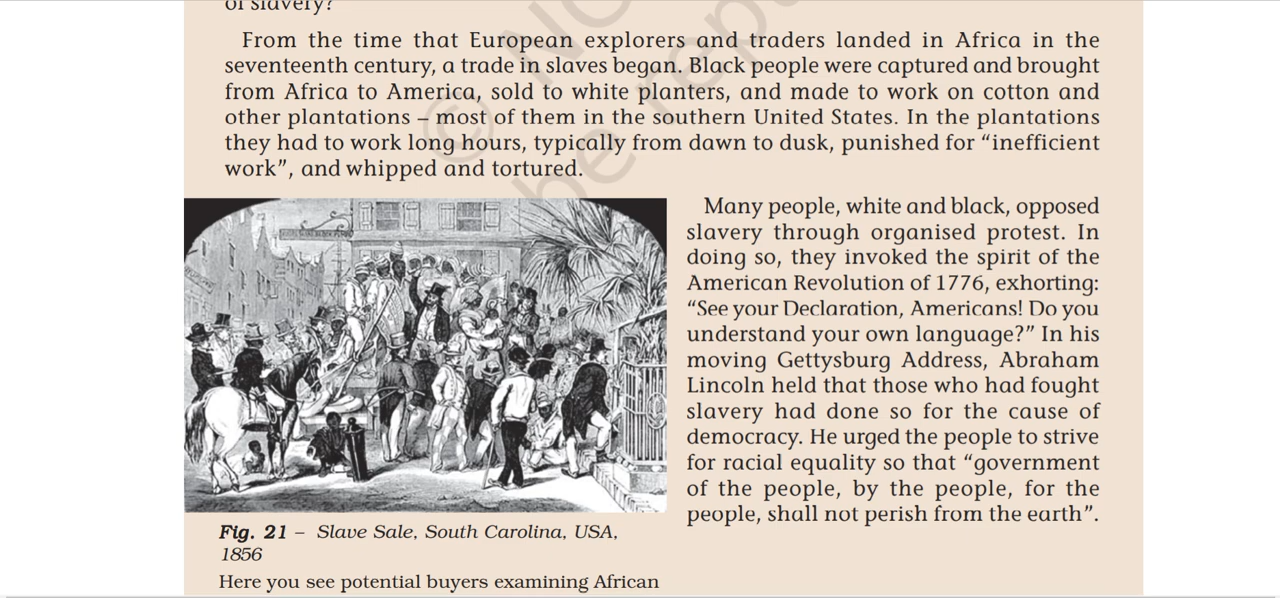 of slavery?
From the time that European explorers and traders landed in Africa in the
seventeenth century, a trade in slaves began. Black people were captured and brought
from Africa to America, sold to white planters, and made to work on cotton and
other plantations – most of them in the southern United States. In the plantations
they had to work long hours, typically from dawn to dusk, punished for “inefficient
work”, and whipped and tortured.
Many people, white and black, opposed
slavery through organised protest. In
doing so, they invoked the spirit of the
American Revolution of 1776, exhorting:
“See your Declaration, Americans! Do you
understand your own language?” In his
moving Gettysburg Address, Abraham
Lincoln held that those who had fought
slavery had done so for the cause of
democracy. He urged the people to strive
for racial equality so that “government
of the people, by the people, for the
people, shall not perish from the earth”.
Fig. 21 – Slave Sale, South Carolina, USA,
1856
Here you see potential buyers examining African